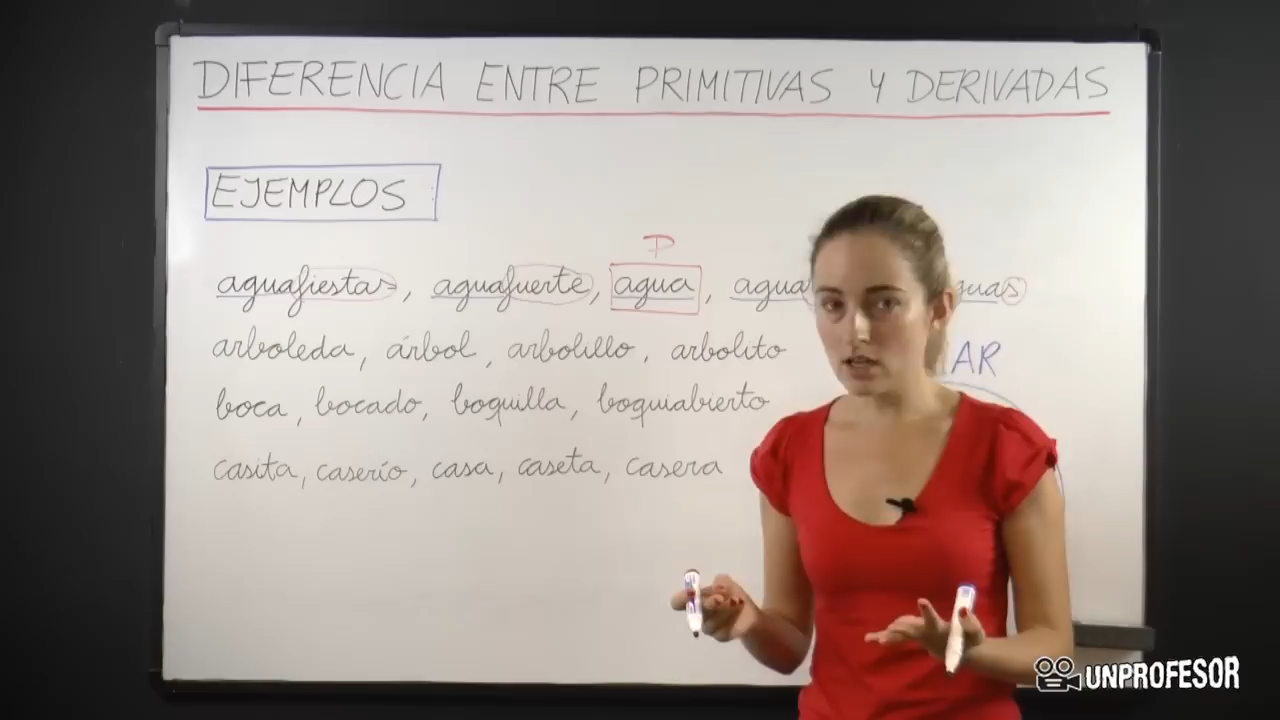 DIFERENCIA ENTRE PRIMITIVAS Y DERIVADAS
EJEMPLOS
P
aguafiestas, aguafuerte, agua,
arboleda, árbol, arbolillo, arbolito
boca, bocado, boquilla, boquiabierto
casita, caserío, casa, caseta, casera
UNPROFESOR